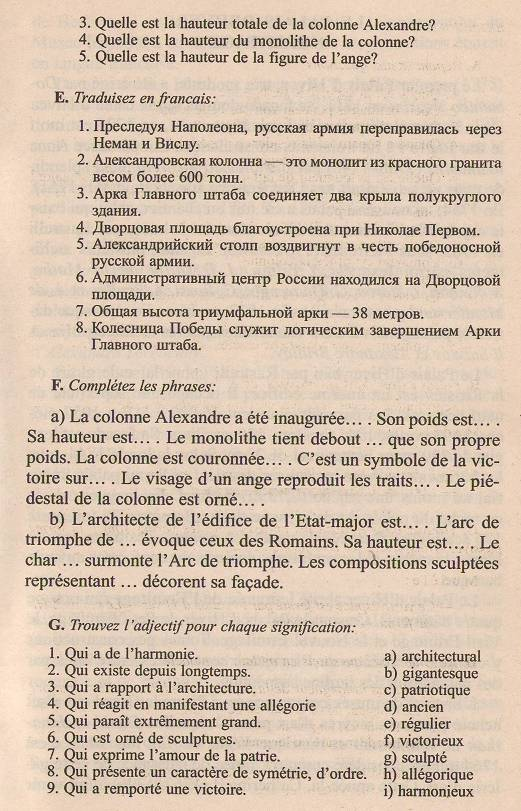 3. Quelle est la hauteur totale de la colonne Alexandre?
4. Quelle est la hauteur du monolithe de la colonne?
5. Quelle est la hauteur de la figure de l'ange?
E. Traduisez en francais:
1. Преследуя Наполеона, русская армия переправилась через
Неман и Вислу.
2. Александровская колонна — это монолит из красного гранита
весом более 600 тонн.
3. Арка Главного штаба соединяет два крыла полукруглого
здания.
4. Дворцовая площадь благоустроена при Николае Первом.
5. Александрийский столп воздвигнут в честь победоносной
русской армии.
6. Административный центр России находился на Дворцовой
площади.
7. Общая высота триумфальной арки — 38 метров.
8. Колесница Победы служит логическим завершением Арки
Главного штаба.
F. Complétez les phrases:
a) La colonne Alexandre a été inaugurée... . Son poids est... .
Sa hauteur est... . Le monolithe tient debout ... que son propre
poids. La colonne est couronnée... . C'est un symbole de la vic-
toire sur... . Le visage d'un ange reproduit les traits... . Le pié-
destal de la colonne est orné... .
b) L'architecte de l'édifice de l'Etat-major est... . L'arc de
triomphe de ... évoque ceux des Romains. Sa hauteur est... . Le
char ... surmonte l'Arc de triomphe. Les compositions sculptées
représentant ... décorent sa façade.
G. Trouvez l'adjectif pour chaque signification:
1. Qui a de l'harmonie. a) architectural
2. Qui existe depuis longtemps. b) gigantesque
3. Qui a rapport à l'architecture. c) patriotique
4. Qui réagit en manifestant une allégorie d) ancien
5. Qui paraît extrêmement grand. e) régulier
6. Qui est orné de sculptures. f) victorieux
7. Qui exprime l'amour de la patrie. g) sculpté
8. Qui présente un caractère de symétrie, d'ordre. h) allégorique
9. Qui a remporté une victoire. i) harmonieux